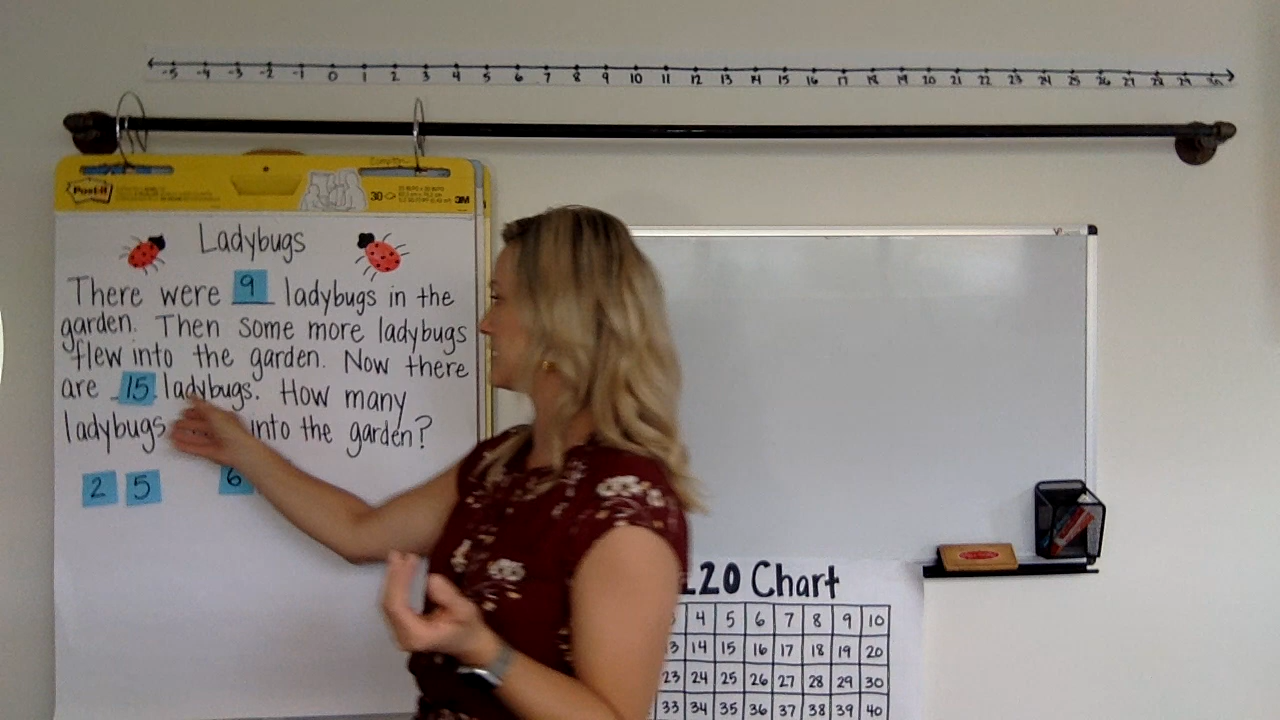 -5 -4 -3 -2 -1 0 1 2 3 4 5 6 7 8 9 10 11 12 13 14 15 16 17 18 19 20 21 22 23 24 25 26 27 28 29 30
Post-it
30
3M
Ladybugs
There were 9 ladybugs in the
garden. Then some more ladybugs
flew into the garden. Now there
are 15 ladybugs. How many
ladybugs into the garden?
2 5 6
120 Chart
3 4 5 6 7 8 9 10
13 14 15 16 17 18 19 20
23 24 25 26 27 28 29 30
33 34 35 36 37 38 39 40